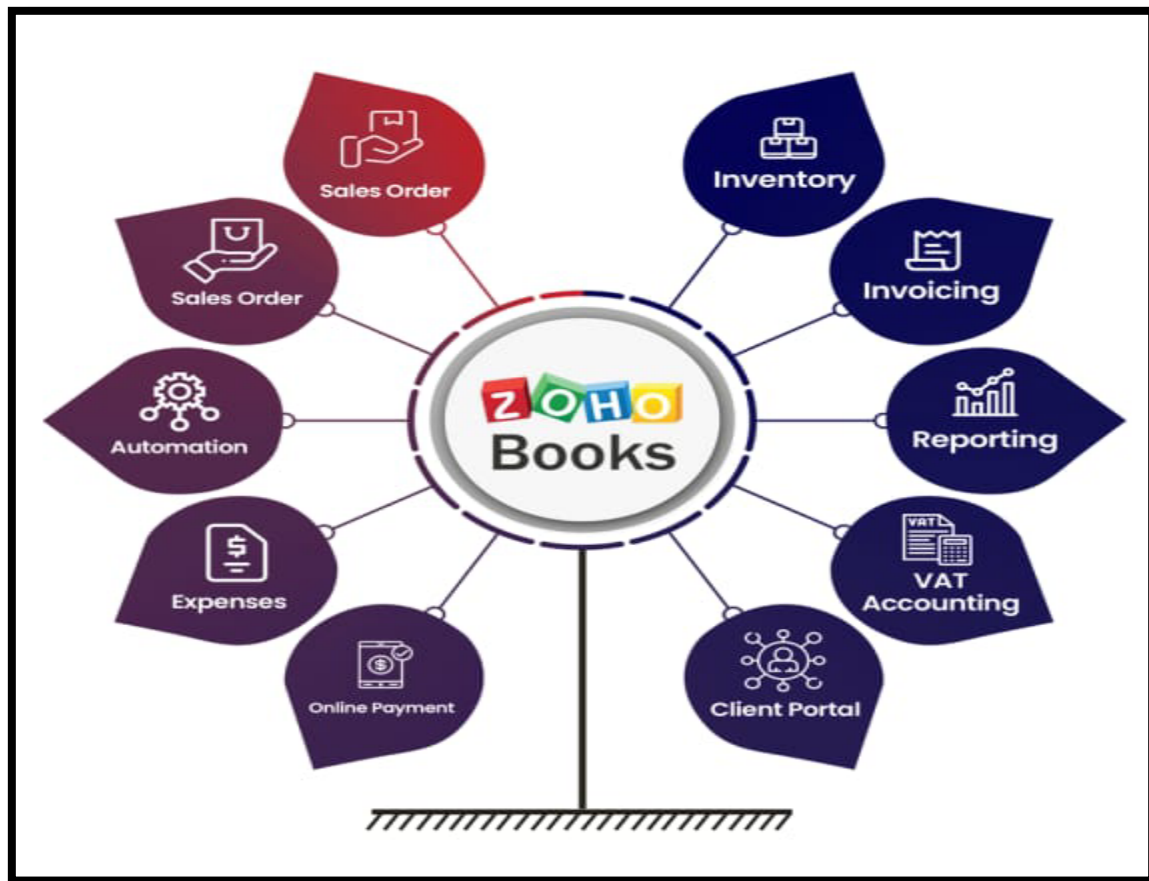 Sales Order
Inventory
Sales Order
Invoicing
ZOHO
Books
Automation
Reporting
Expenses
VAT
VAT
Accounting
Online Payment
Client Portal